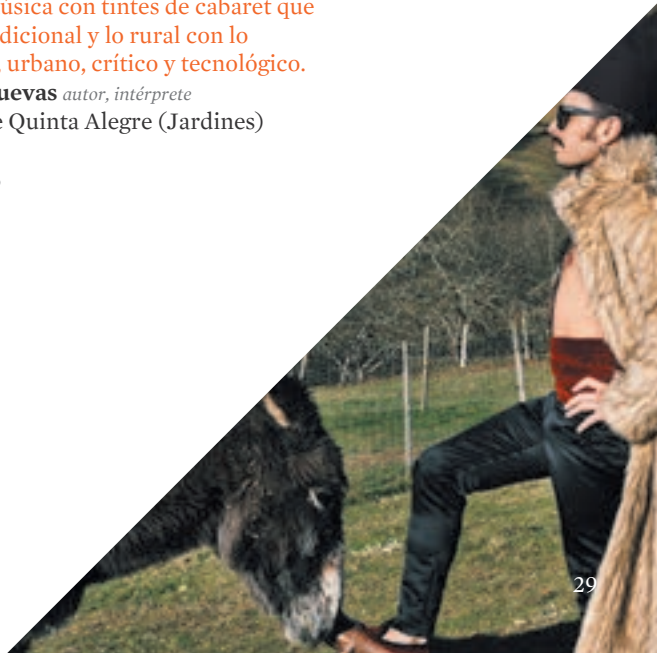 úsica con tintes de cabaret que
dicional y lo rural con lo
urbano, crítico y tecnológico.
uevas autor, intérprete
e Quinta Alegre (Jardines)
29